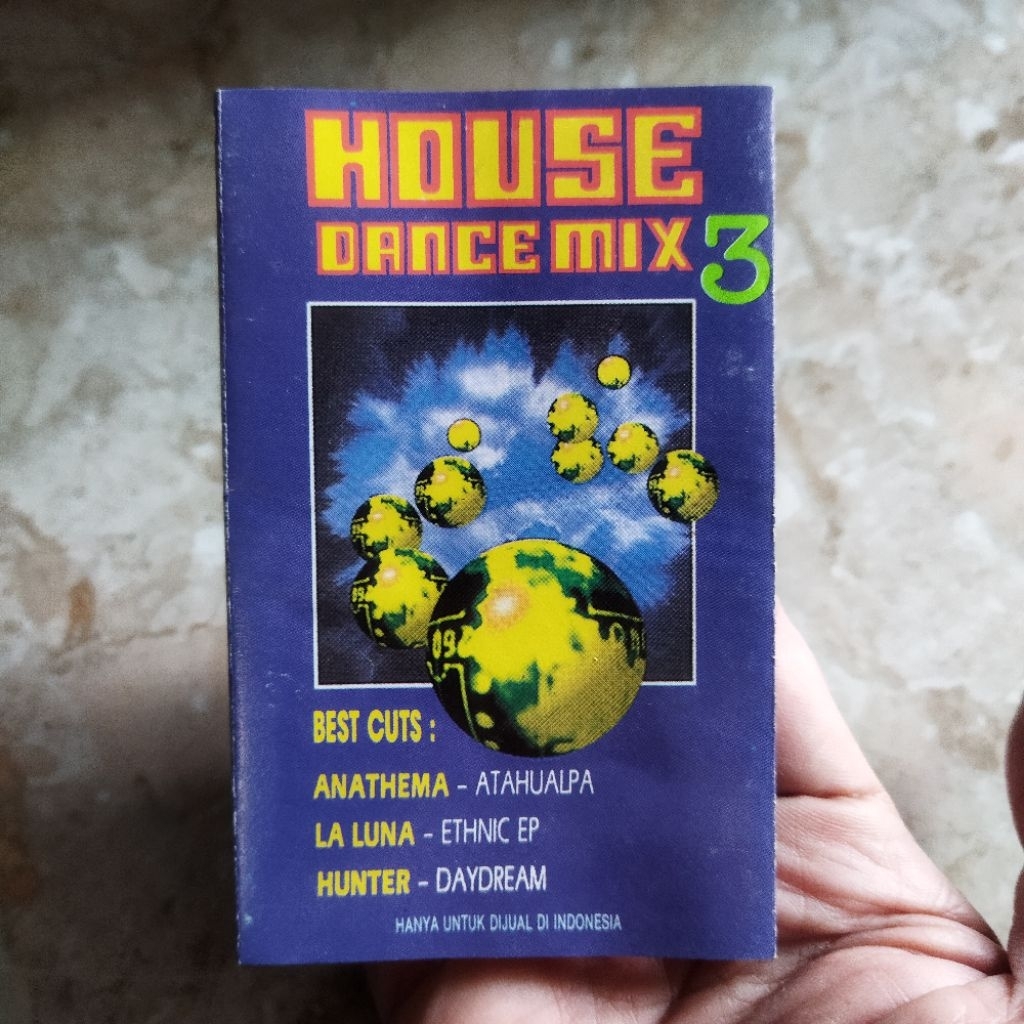 HOUSE
DANCE MIX 3
BEST CUTS :
ANATHEMA - ATAHUALPA
LA LUNA - ETHNIC EP
HUNTER - DAYDREAM
HANYA UNTUK DIJUAL DI INDONESIA